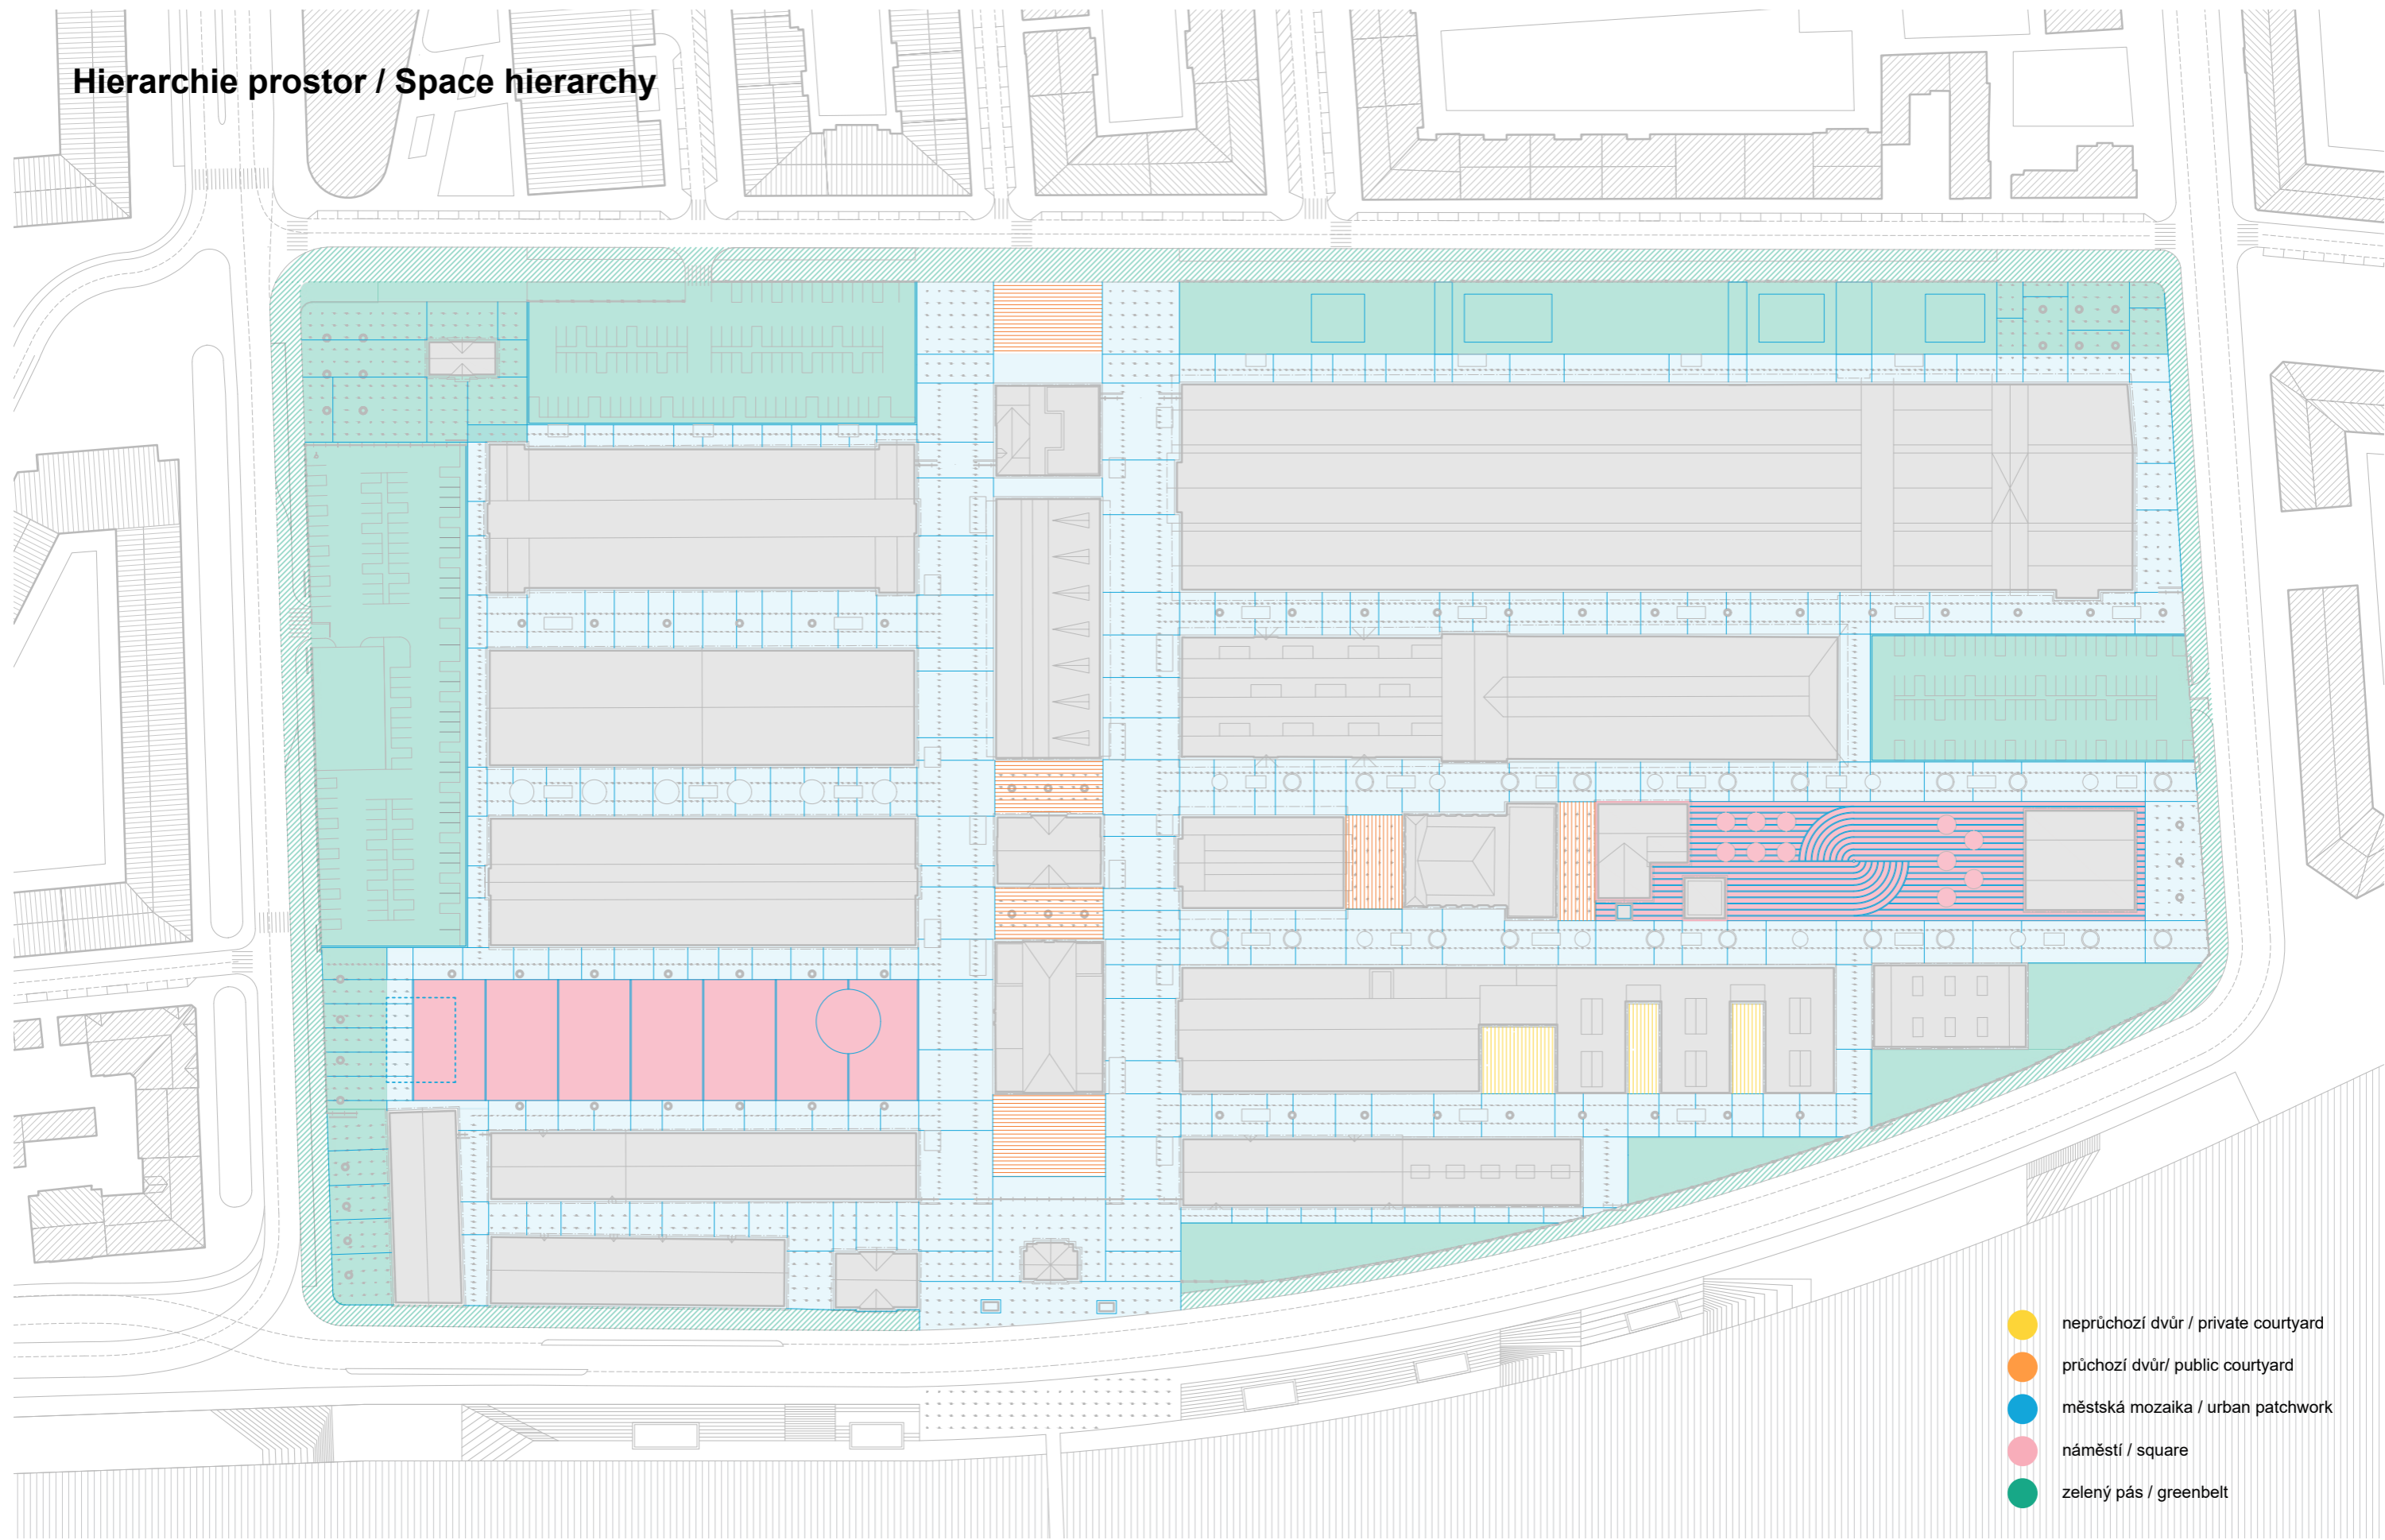 Hierarchie prostor / Space hierarchy
neprůchozí dvůr / private courtyard
průchozí dvůr/ public courtyard
městská mozaika / urban patchwork
náměstí / square
zelený pás / greenbelt